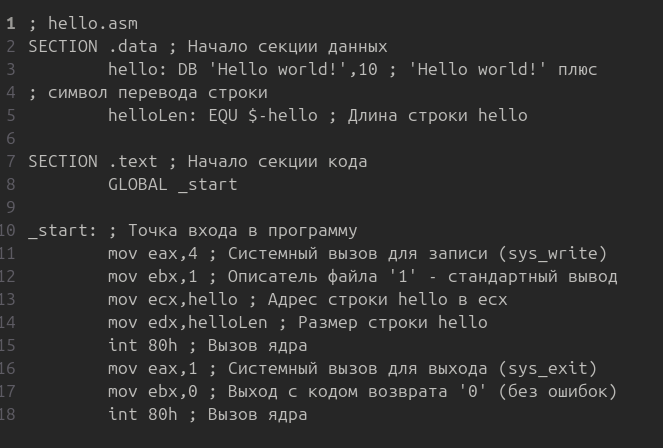 1 ; hello.asm
2 SECTION .data ; Начало секции данных
3 hello: DB 'Hello world!',10 ; 'Hello world!' плюс
4 ; символ перевода строки
5 helloLen: EQU $-hello ; Длина строки hello
6
7 SECTION .text ; Начало секции кода
8 GLOBAL _start
9
10 _start: ; Точка входа в программу
11 mov eax,4 ; Системный вызов для записи (sys_write)
12 mov ebx,1 ; Описатель файла '1' - стандартный вывод
13 mov ecx,hello ; Адрес строки hello в ecx
14 mov edx,helloLen ; Размер строки hello
15 int 80h ; Вызов ядра
16 mov eax,1 ; Системный вызов для выхода (sys_exit)
17 mov ebx,0 ; Выход с кодом возврата '0' (без ошибок)
18 int 80h ; Вызов ядра